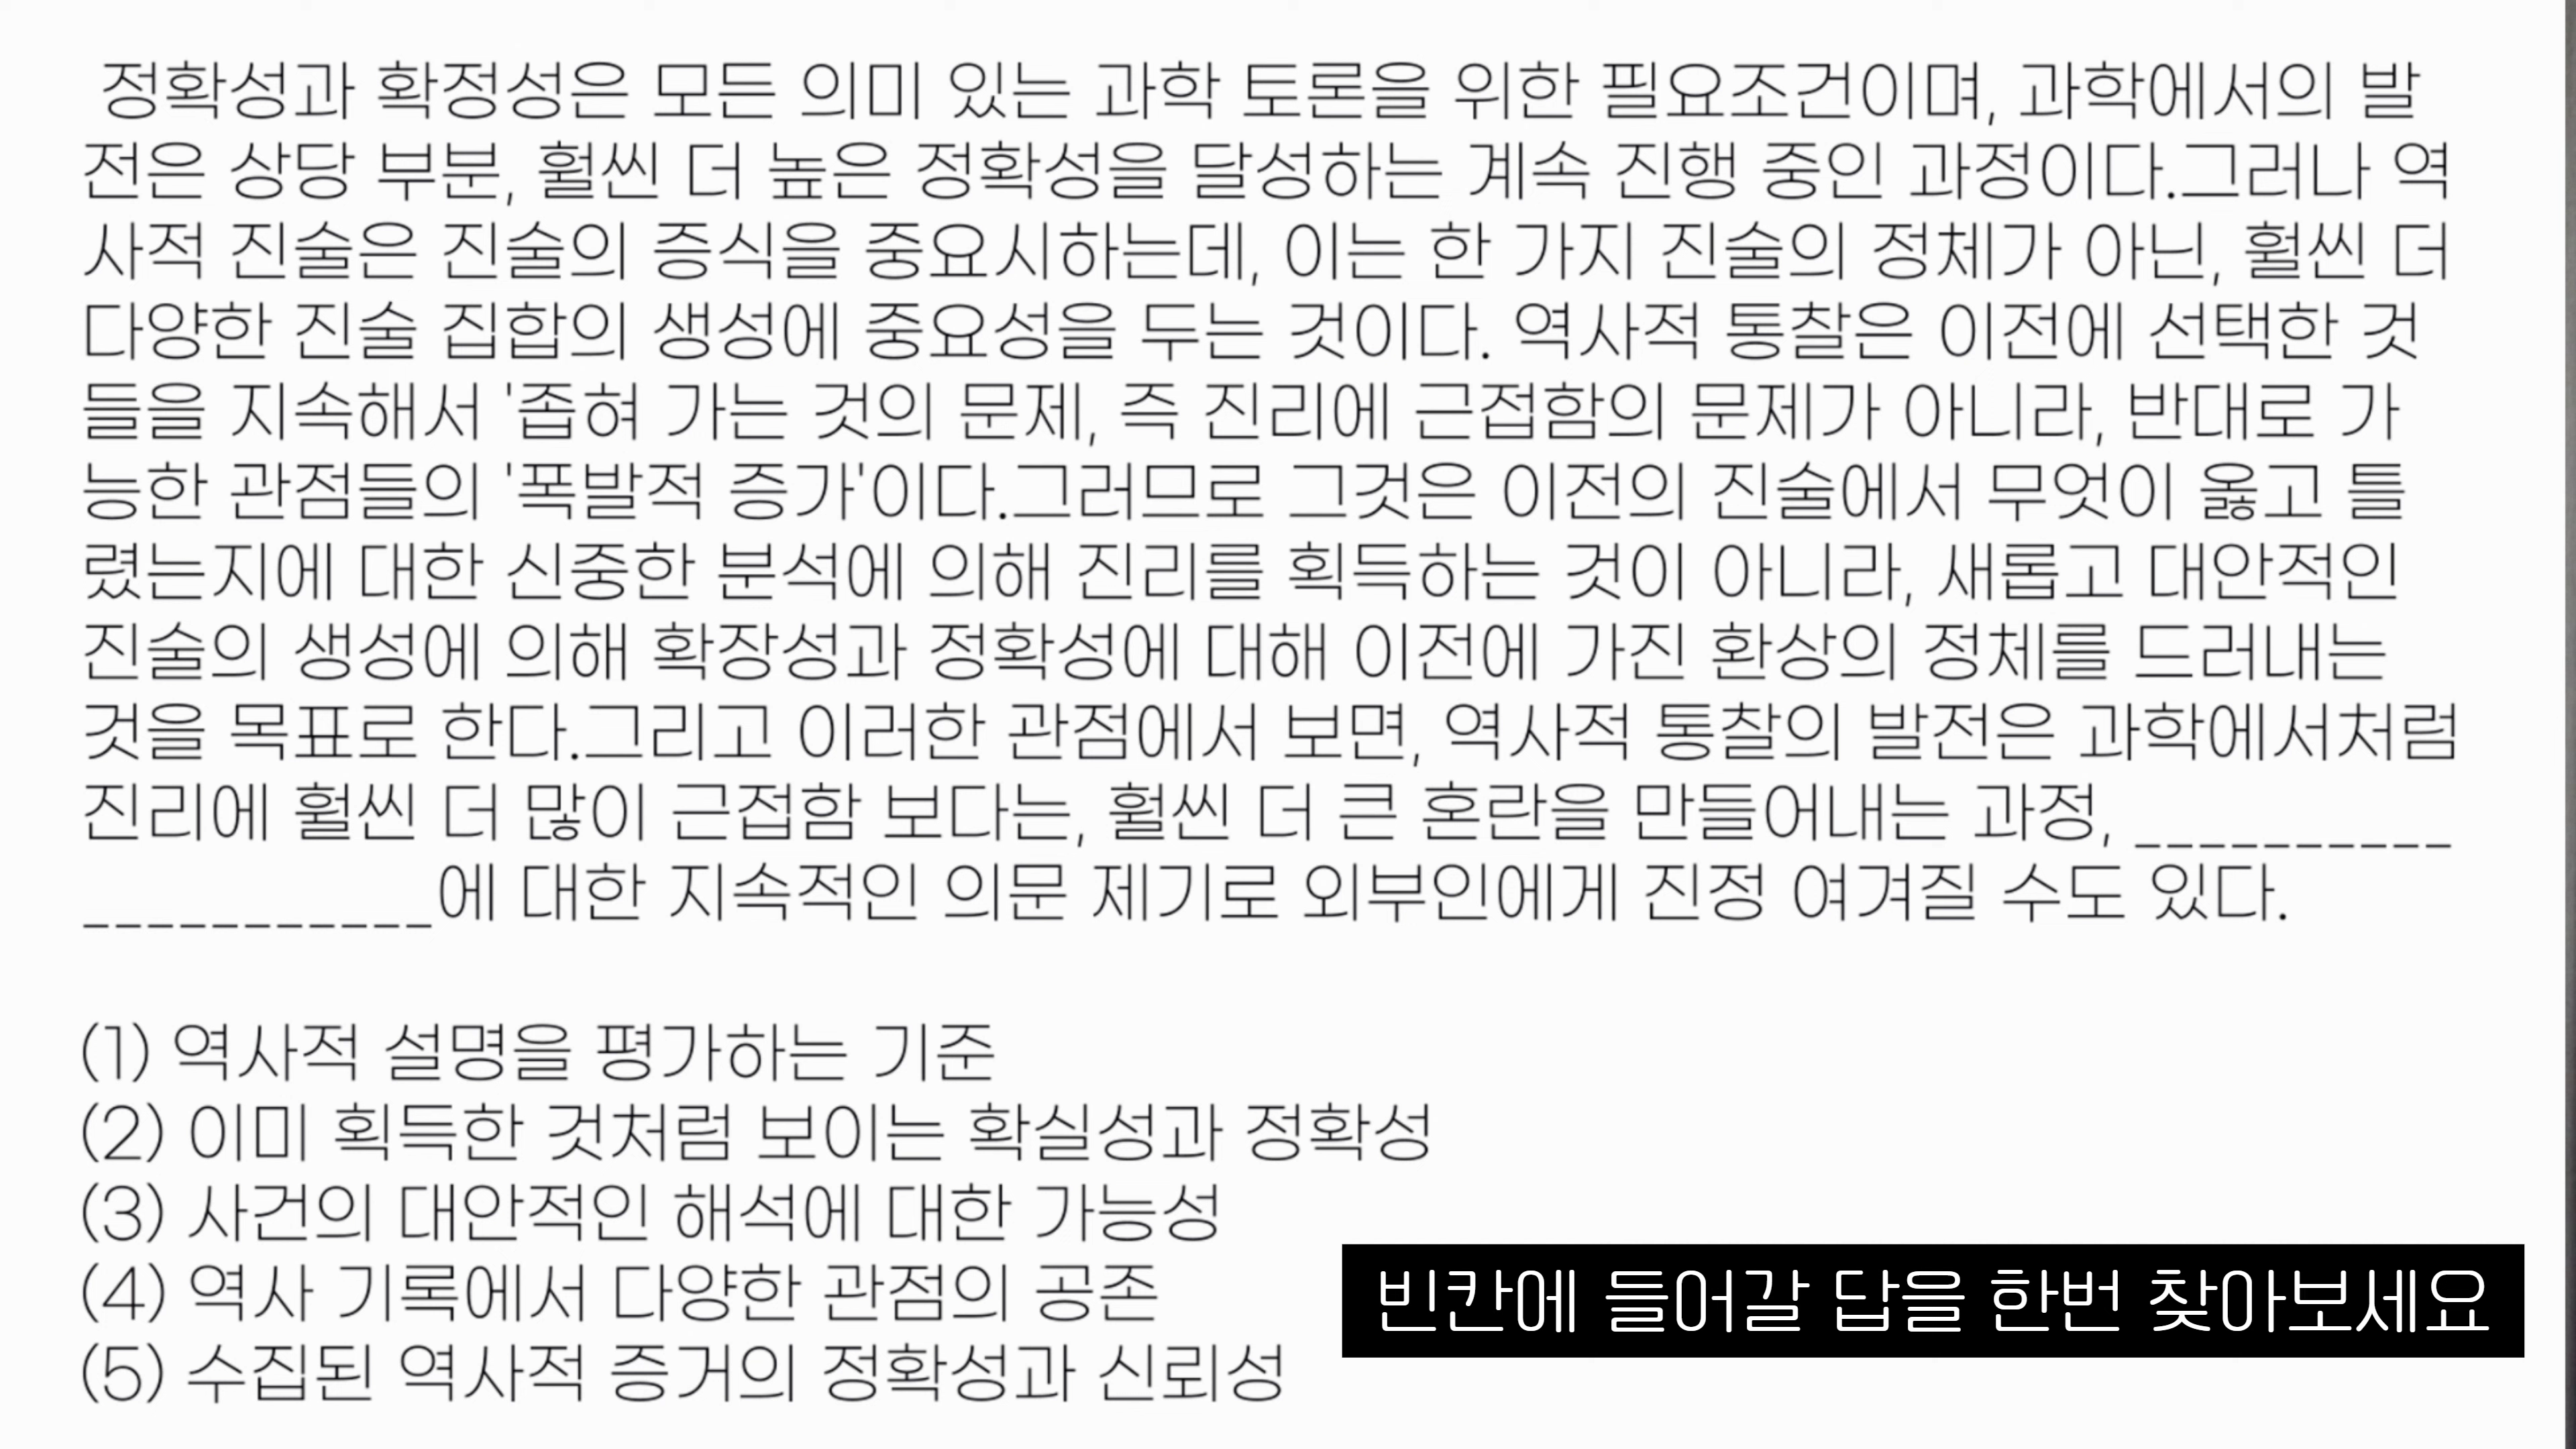 정확성과 확정성은 모든 의미 있는 과학 토론을 위한 필요조건이며, 과학에서의 발
전은 상당 부분, 훨씬 더 높은 정확성을 달성하는 계속 진행 중인 과정이다.그러나 역
사적 진술은 진술의 증식을 중요시하는데, 이는 한 가지 진술의 정체가 아닌, 훨씬 더
다양한 진술 집합의 생성에 중요성을 두는 것이다. 역사적 통찰은 이전에 선택한 것
들을 지속해서 '좁혀 가는 것의 문제, 즉 진리에 근접함의 문제가 아니라, 반대로 가
능한 관점들의 '폭발적 증가'이다.그러므로 그것은 이전의 진술에서 무엇이 옳고 틀
렸는지에 대한 신중한 분석에 의해 진리를 획득하는 것이 아니라, 새롭고 대안적인
진술의 생성에 의해 확장성과 정확성에 대해 이전에 가진 환상의 정체를 드러내는
것을 목표로 한다.그리고 이러한 관점에서 보면, 역사적 통찰의 발전은 과학에서처럼
진리에 훨씬 더 많이 근접함 보다는, 훨씬 더 큰 혼란을 만들어내는 과정, __________
___________에 대한 지속적인 의문 제기로 외부인에게 진정 여겨질 수도 있다.
(1) 역사적 설명을 평가하는 기준
(2) 이미 획득한 것처럼 보이는 확실성과 정확성
(3) 사건의 대안적인 해석에 대한 가능성
(4) 역사 기록에서 다양한 관점의 공존
(5) 수집된 역사적 증거의 정확성과 신뢰성
빈칸에 들어갈 답을 한번 찾아보세요